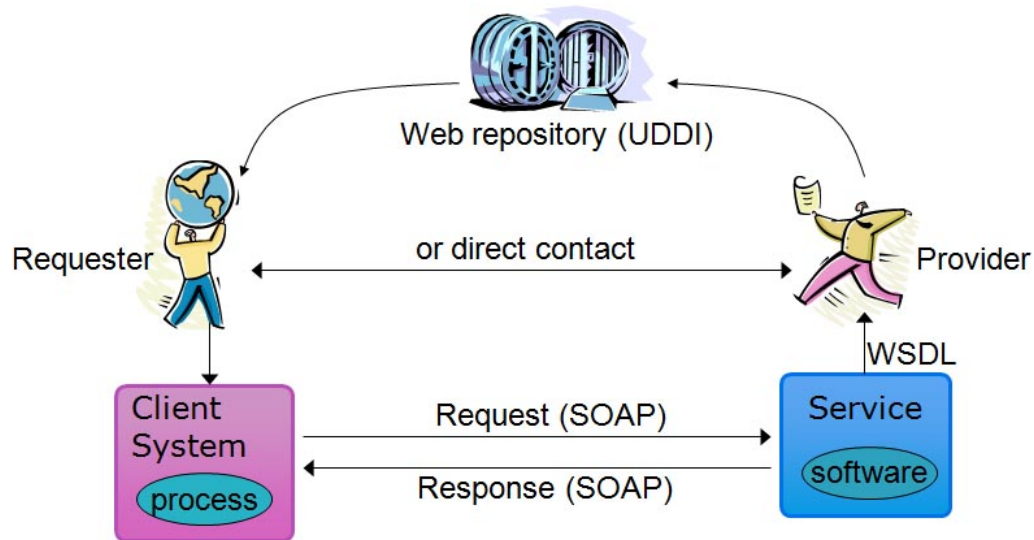 Web repository (UDDI)
Requester
or direct contact
Provider
WSDL
Client
System
process
Request (SOAP)
Response (SOAP)
Service
software